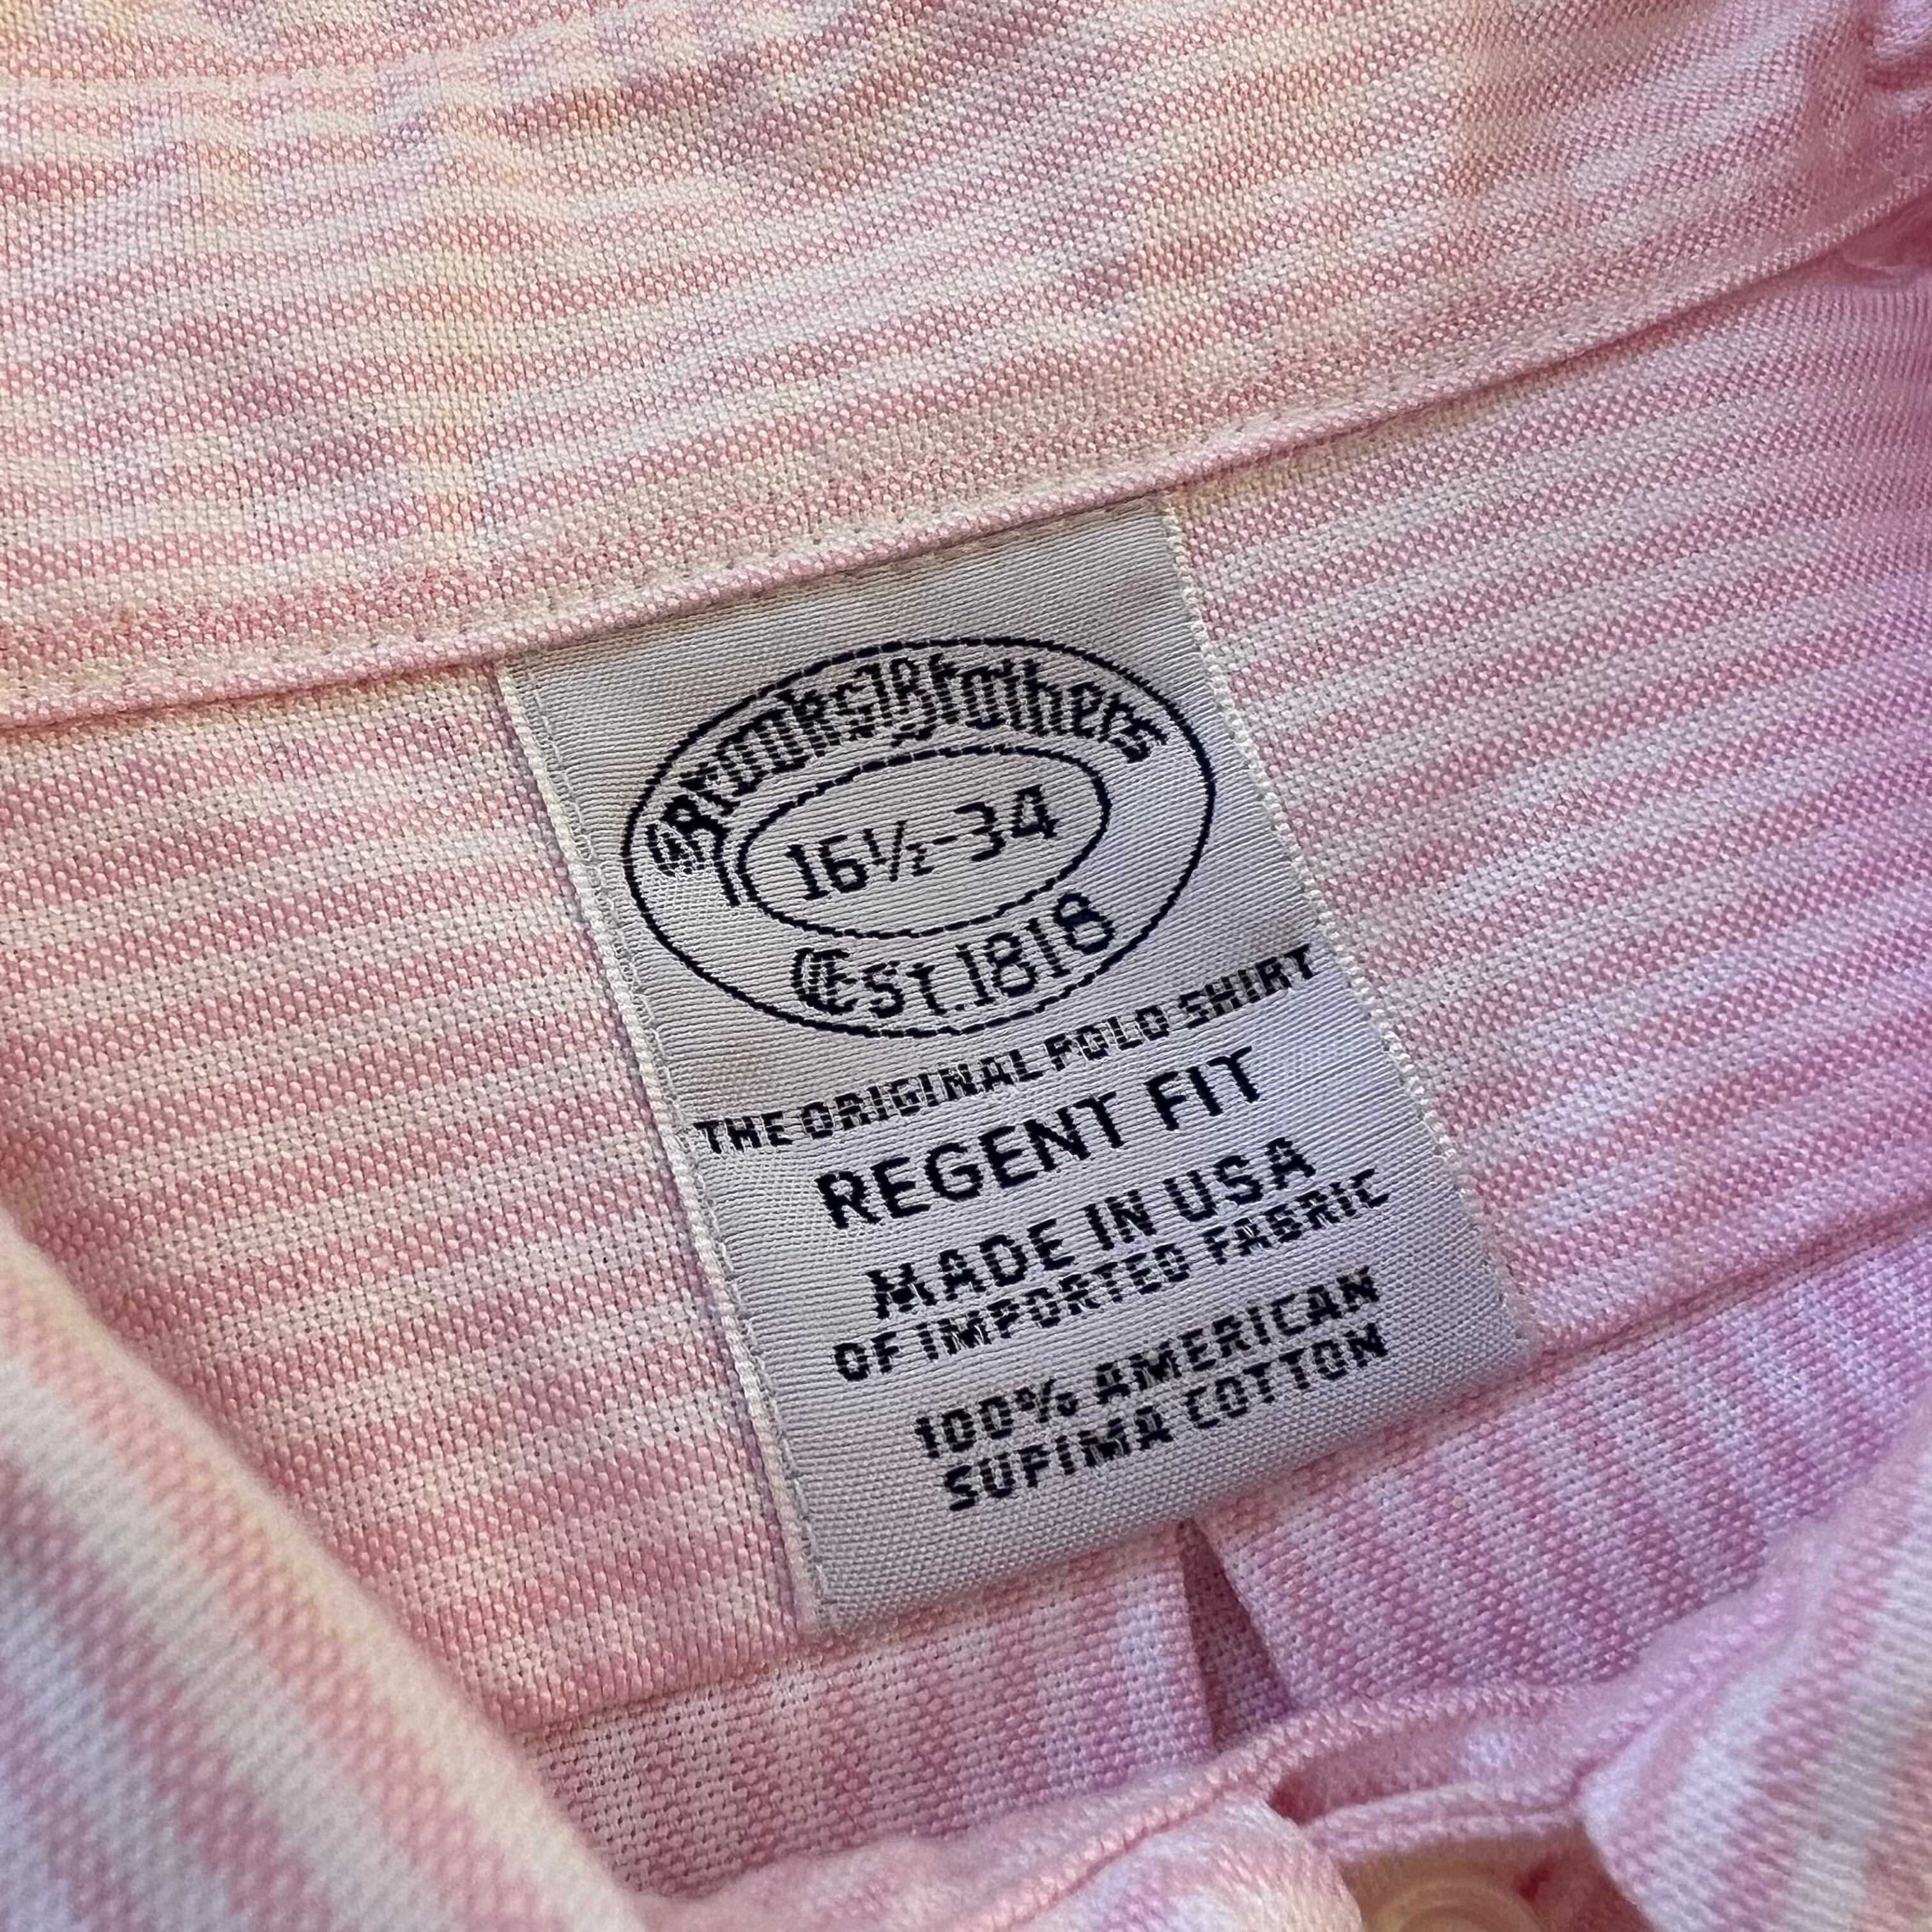 Brooks Brothers
16½-34
Est. 1818
THE ORIGINAL POLO SHIRT
REGENT FIT
MADE IN USA
OF IMPORTED FABRIC
100% AMERICAN
SUPIMA COTTON